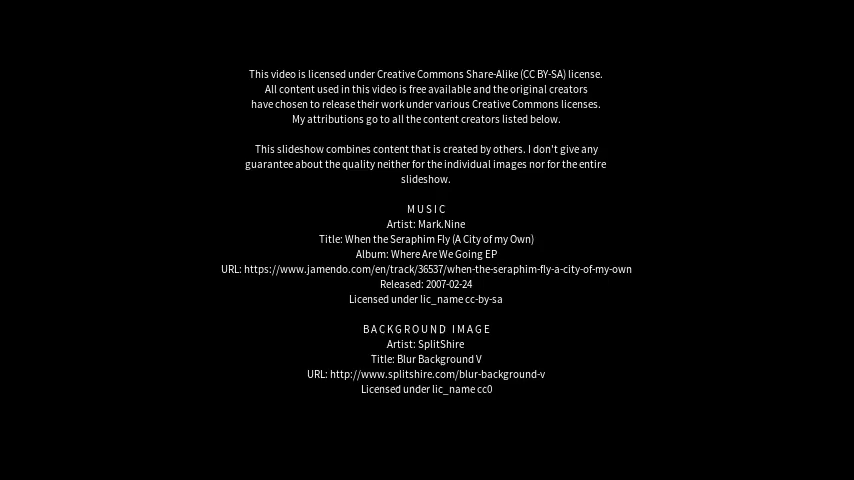 This video is licensed under Creative Commons Share-Alike (CC BY-SA) license.
All content used in this video is free available and the original creators
have chosen to release their work under various Creative Commons licenses.
My attributions go to all the content creators listed below.
This slideshow combines content that is created by others. I don't give any
guarantee about the quality neither for the individual images nor for the entire
slideshow.
MUSIC
Artist: Mark.Nine
Title: When the Seraphim Fly (A City of my Own)
Album: Where Are We Going EP
URL: https://www.jamendo.com/en/track/36537/when-the-seraphim-fly-a-city-of-my-own
Released: 2007-02-24
Licensed under lic_name cc-by-sa
BACKGROUND IMAGE
Artist: SplitShire
Title: Blur Background V
URL: http://www.splitshire.com/blur-background-v
Licensed under lic_name cc0